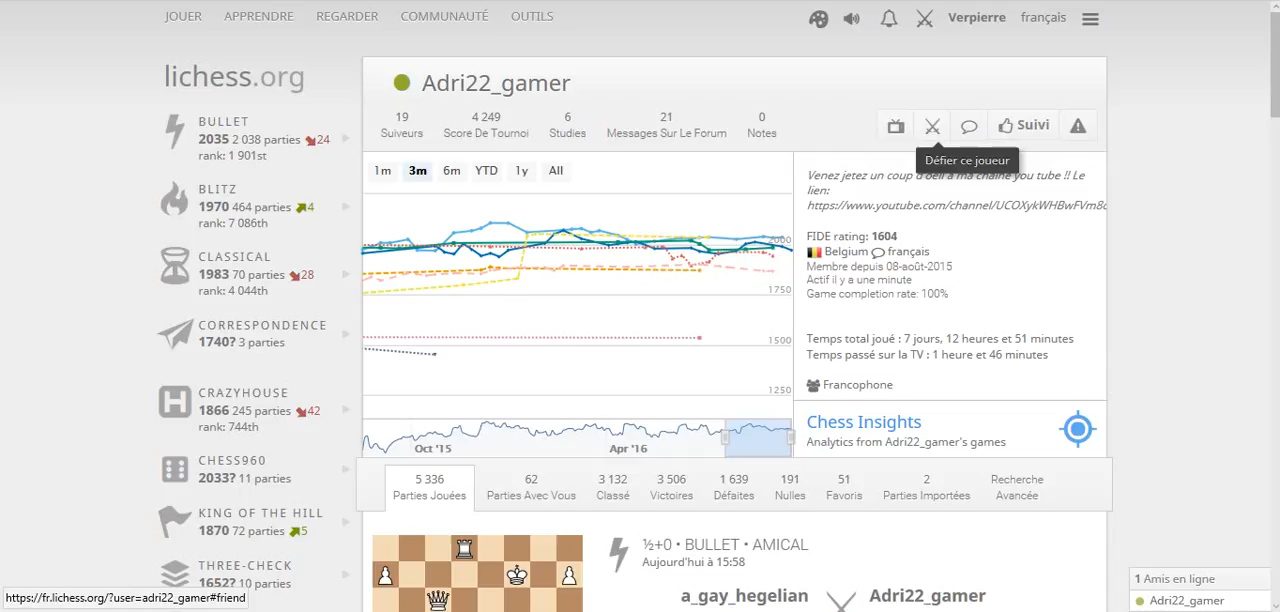 JOUER APPRENDRE REGARDER COMMUNAUTÉ OUTILS
Verpierre français
lichess.org
BULLET
2035 2 038 parties 24
rank: 1 901st
BLITZ
1970 464 parties 4
rank: 7 086th
CLASSICAL
1983 70 parties 28
rank: 4 044th
CORRESPONDENCE
1740? 3 parties
CRAZYHOUSE
1866 245 parties 42
rank: 744th
CHESS960
2033? 11 parties
KING OF THE HILL
1870 72 parties 5
THREE-CHECK
1652? 10 parties
https://fr.lichess.org/?user=adri22_gamer#friend
Adri22_gamer
19 4 249 6 21 0
Suiveurs Score De Tournoi Studies Messages Sur Le Forum Notes
Suivi
Défier ce joueur
1m 3m 6m YTD 1y All
2000
1750
1500
1250
Oct '15 Apr '16
Venez jetez un coup d'oeil à ma chaîne you tube !! Le
lien:
https://www.youtube.com/channel/UCOXykWHBwFVm8c
FIDE rating: 1604
Belgium français
Membre depuis 08-août-2015
Actif il y a une minute
Game completion rate: 100%
Temps total joué : 7 jours, 12 heures et 51 minutes
Temps passé sur la TV : 1 heure et 46 minutes
Francophone
Chess Insights
Analytics from Adri22_gamer's games
5 336 62 3 132 3 506 1 639 191 51 2 Recherche
Parties Jouées Parties Avec Vous Classé Victoires Défaites Nulles Favoris Parties Importées Avancée
½+0 • BULLET • AMICAL
Aujourd'hui à 15:58
a_gay_hegelian Adri22_gamer
1 Amis en ligne
Adri22_gamer